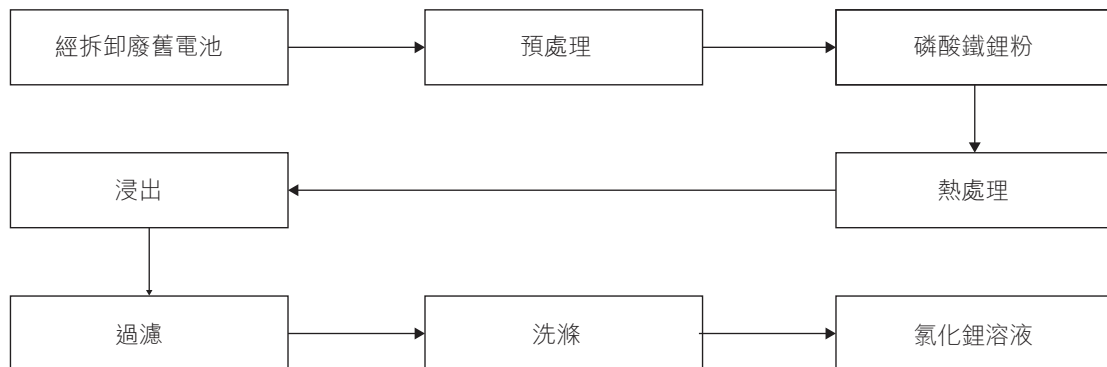 經拆卸廢舊電池
預處理
磷酸鐵鋰粉
熱處理
浸出
過濾
洗滌
氯化鋰溶液